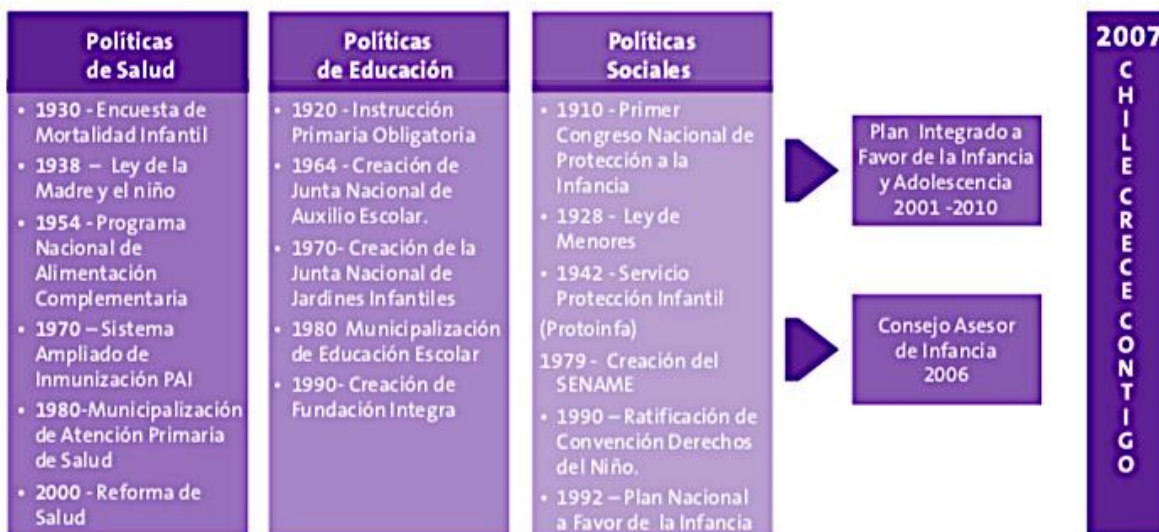 Políticas
de Salud
• 1930 - Encuesta de
Mortalidad Infantil
• 1938 – Ley de la
Madre y el niño
• 1954 - Programa
Nacional de
Alimentación
Complementaria
• 1970 – Sistema
Ampliado de
Inmunización PAI
• 1980-Municipalización
de Atención Primaria
de Salud
• 2000 - Reforma de
Salud
Políticas
de Educación
• 1920 - Instrucción
Primaria Obligatoria
• 1964 - Creación de
Junta Nacional de
Auxilio Escolar.
• 1970- Creación de la
Junta Nacional de
Jardines Infantiles
• 1980 Municipalización
de Educación Escolar
• 1990- Creación de
Fundación Integra
Políticas
Sociales
• 1910 - Primer
Congreso Nacional de
Protección a la
Infancia
• 1928 - Ley de
Menores
• 1942 - Servicio
Protección Infantil
(Protoinfa)
1979 - Creación del
SENAME
• 1990 – Ratificación de
Convención Derechos
del Niño.
• 1992 – Plan Nacional
a Favor de la Infancia
Plan Integrado a
Favor de la Infancia
y Adolescencia
2001 -2010
Consejo Asesor
de Infancia
2006
2007
CHILE CRECE CONTIGO